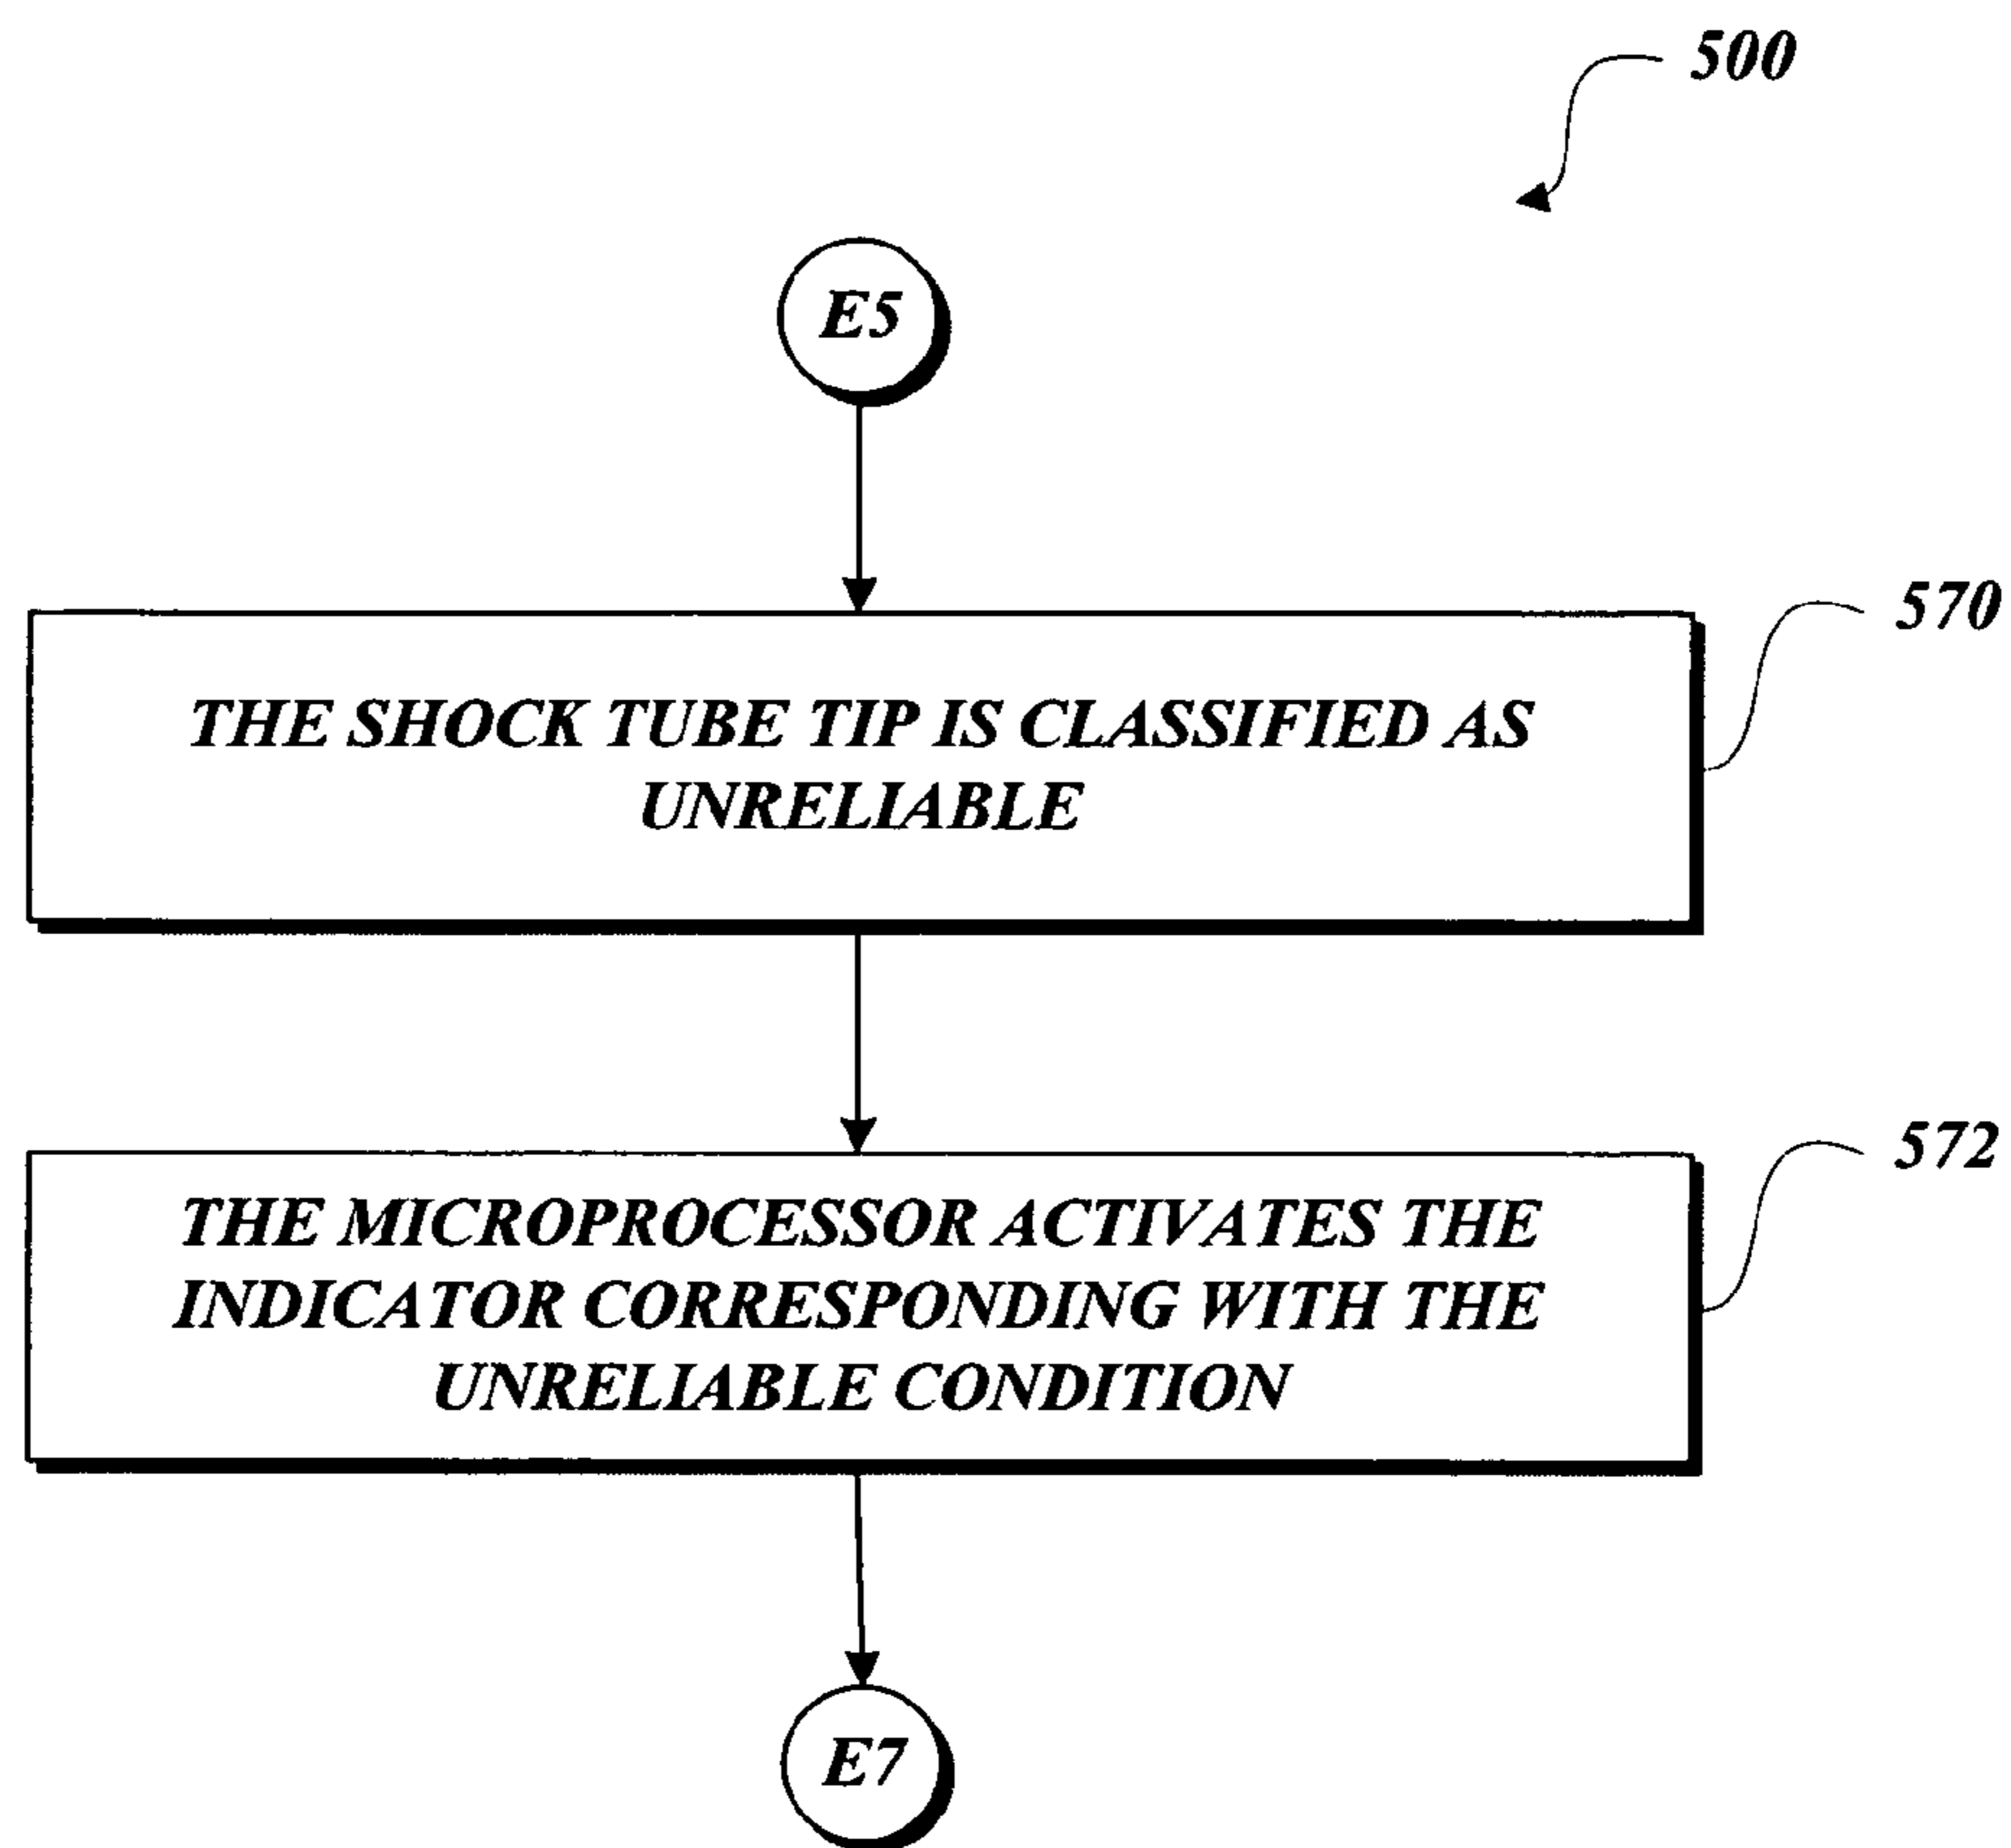 500
E5
570
THE SHOCK TUBE TIP IS CLASSIFIED AS
UNRELIABLE
572
THE MICROPROCESSOR ACTIVATES THE
INDICATOR CORRESPONDING WITH THE
UNRELIABLE CONDITION
E7